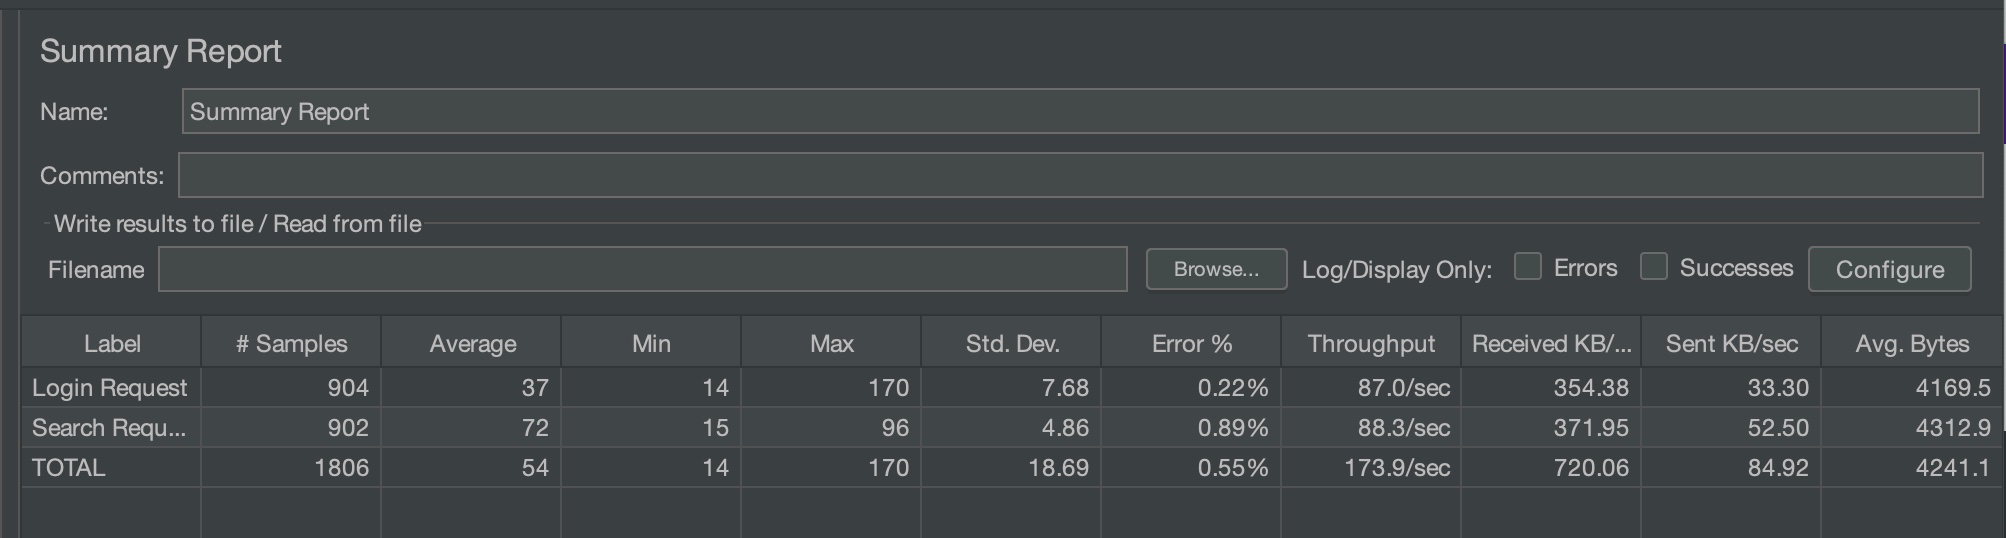 Summary Report
Name: Summary Report
Comments:
Write results to file / Read from file
Filename Browse... Log/Display Only: Errors Successes Configure
Label # Samples Average Min Max Std. Dev. Error % Throughput Received KB/... Sent KB/sec Avg. Bytes
Login Request 904 37 14 170 7.68 0.22% 87.0/sec 354.38 33.30 4169.5
Search Requ... 902 72 15 96 4.86 0.89% 88.3/sec 371.95 52.50 4312.9
TOTAL 1806 54 14 170 18.69 0.55% 173.9/sec 720.06 84.92 4241.1